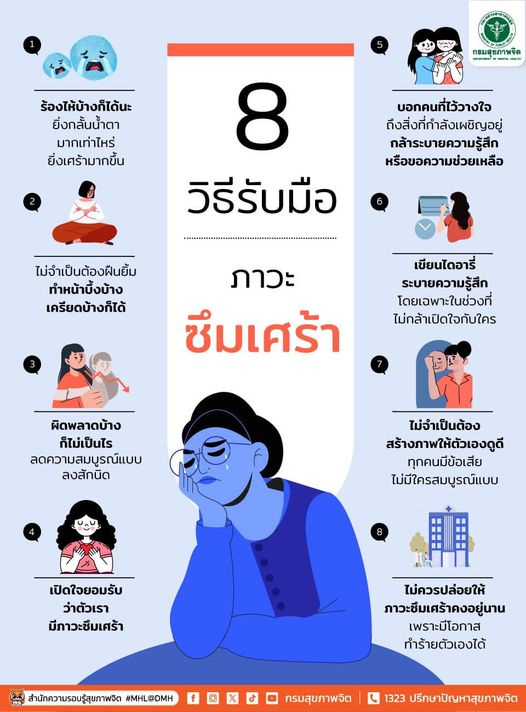 8
วิธีรับมือ
ภาวะ
ซึมเศร้า
1
ร้องไห้บ้างก็ได้นะ
ยิ่งกลั้นน้ำตา
มากเท่าไหร่
ยิ่งเศร้ามากขึ้น
2
ไม่จำเป็นต้องฝืนยิ้ม
ทำหน้าบึ้งบ้าง
เครียดบ้างก็ได้
3
ผิดพลาดบ้าง
ก็ไม่เป็นไร
ลดความสมบูรณ์แบบ
ลงสักนิด
4
เปิดใจยอมรับ
ว่าตัวเรา
มีภาวะซึมเศร้า
5
บอกคนที่ไว้วางใจ
ถึงสิ่งที่กำลังเผชิญอยู่
กล้าระบายความรู้สึก
หรือขอความช่วยเหลือ
6
เขียนไดอารี่
ระบายความรู้สึก
โดยเฉพาะในช่วงที่
ไม่กล้าเปิดใจกับใคร
7
ไม่จำเป็นต้อง
สร้างภาพให้ตัวเองดูดี
ทุกคนมีข้อเสีย
ไม่มีใครสมบูรณ์แบบ
8
ไม่ควรปล่อยให้
ภาวะซึมเศร้าคงอยู่นาน
เพราะมีโอกาส
ทำร้ายตัวเองได้
กรมสุขภาพจิต
DEPARTMENT OF MENTAL HEALTH
สำนักความรอบรู้สุขภาพจิต #MHL@DMH
กรมสุขภาพจิต
1323 ปรึกษาปัญหาสุขภาพจิต